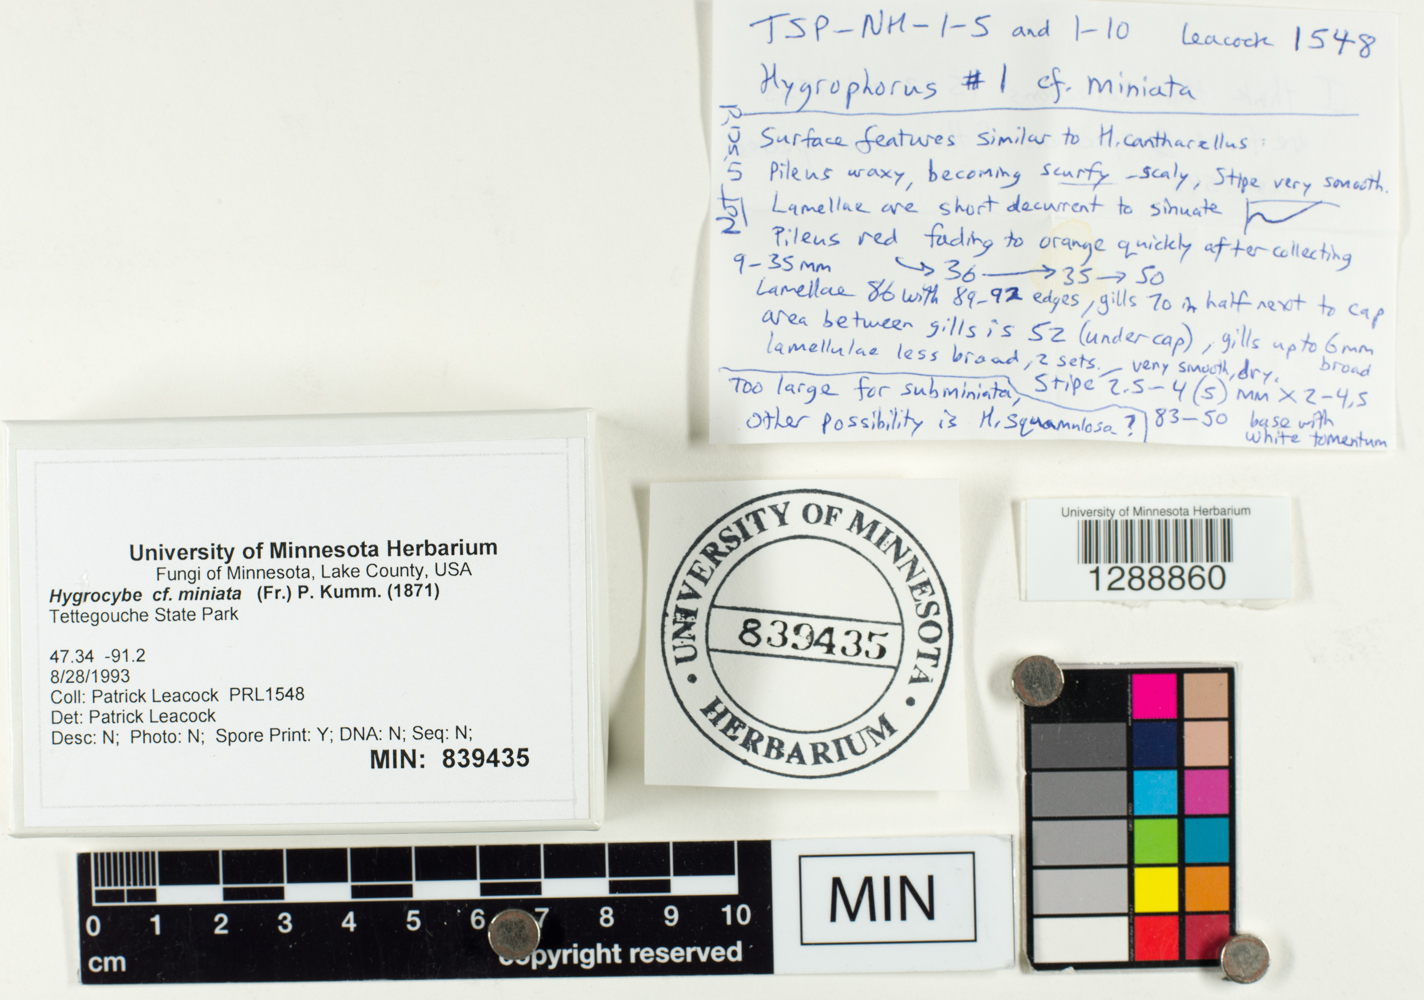 TSP-NH-1-5 and 1-10 Leacock 1548
Hygrophorus #1 cf. miniata
Surface features similar to H. cantharellus
Pileus waxy, becoming scurfy-scaly, Stipe very smooth.
Lamellae are short decurrent to sinuate
Pileus red fading to orange quickly after collecting
9-35mm → 36 → 35 → 50
Lamellae 86 with 89-92 edges, gills 70 in half next to cap
area between gills is 52 (under cap), gills up to 6mm broad
lamellulae less broad, 2 sets. very smooth, dry.
Too large for subminiata, Stipe 2.5-4(5) mm X 2-4.5
Other possibility is H. squamulosa? 83-50 base with
white tomentum
University of Minnesota Herbarium
Fungi of Minnesota, Lake County, USA
Hygrocybe cf. miniata (Fr.) P. Kumm. (1871)
Tettegouche State Park
47.34 -91.2
8/28/1993
Coll: Patrick Leacock PRL1548
Det: Patrick Leacock
Desc: N; Photo: N; Spore Print: Y; DNA: N; Seq: N;
MIN: 839435
UNIVERSITY OF MINNESOTA
839435
HERBARIUM
University of Minnesota Herbarium
1288860
0 1 2 3 4 5 6 7 8 9 10
cm
copyright reserved
MIN